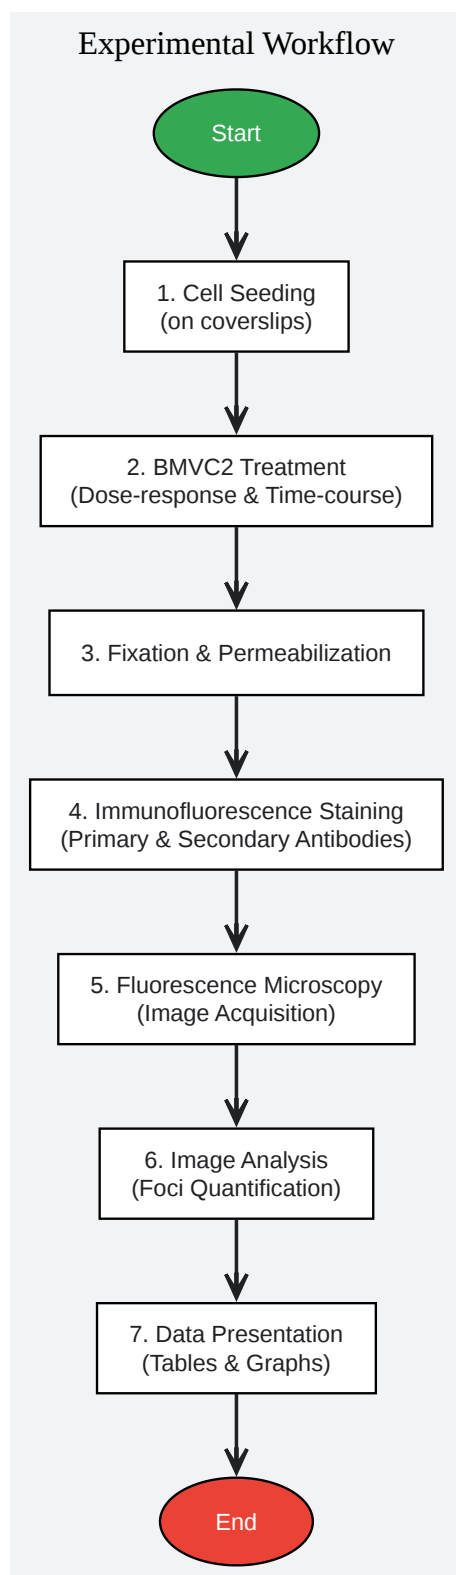 Experimental Workflow
Start
1. Cell Seeding
(on coverslips)
2. BMVC2 Treatment
(Dose-response & Time-course)
3. Fixation & Permeabilization
4. Immunofluorescence Staining
(Primary & Secondary Antibodies)
5. Fluorescence Microscopy
(Image Acquisition)
6. Image Analysis
(Foci Quantification)
7. Data Presentation
(Tables & Graphs)
End